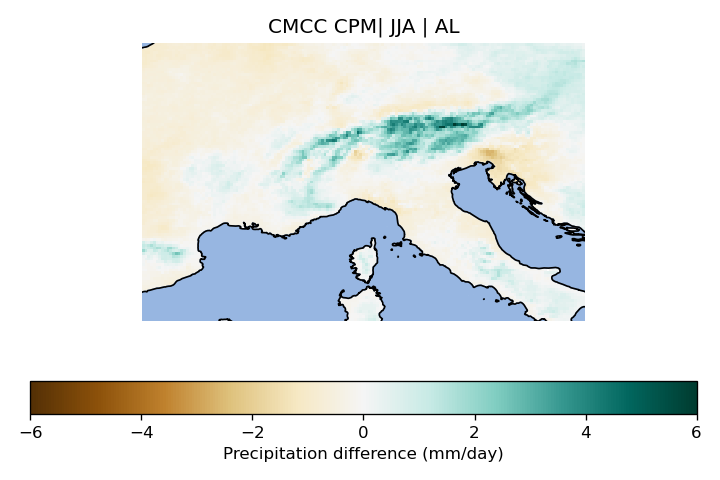 CMCC CPM| JJA | AL
−6 −4 −2 0 2 4 6
Precipitation difference (mm/day)